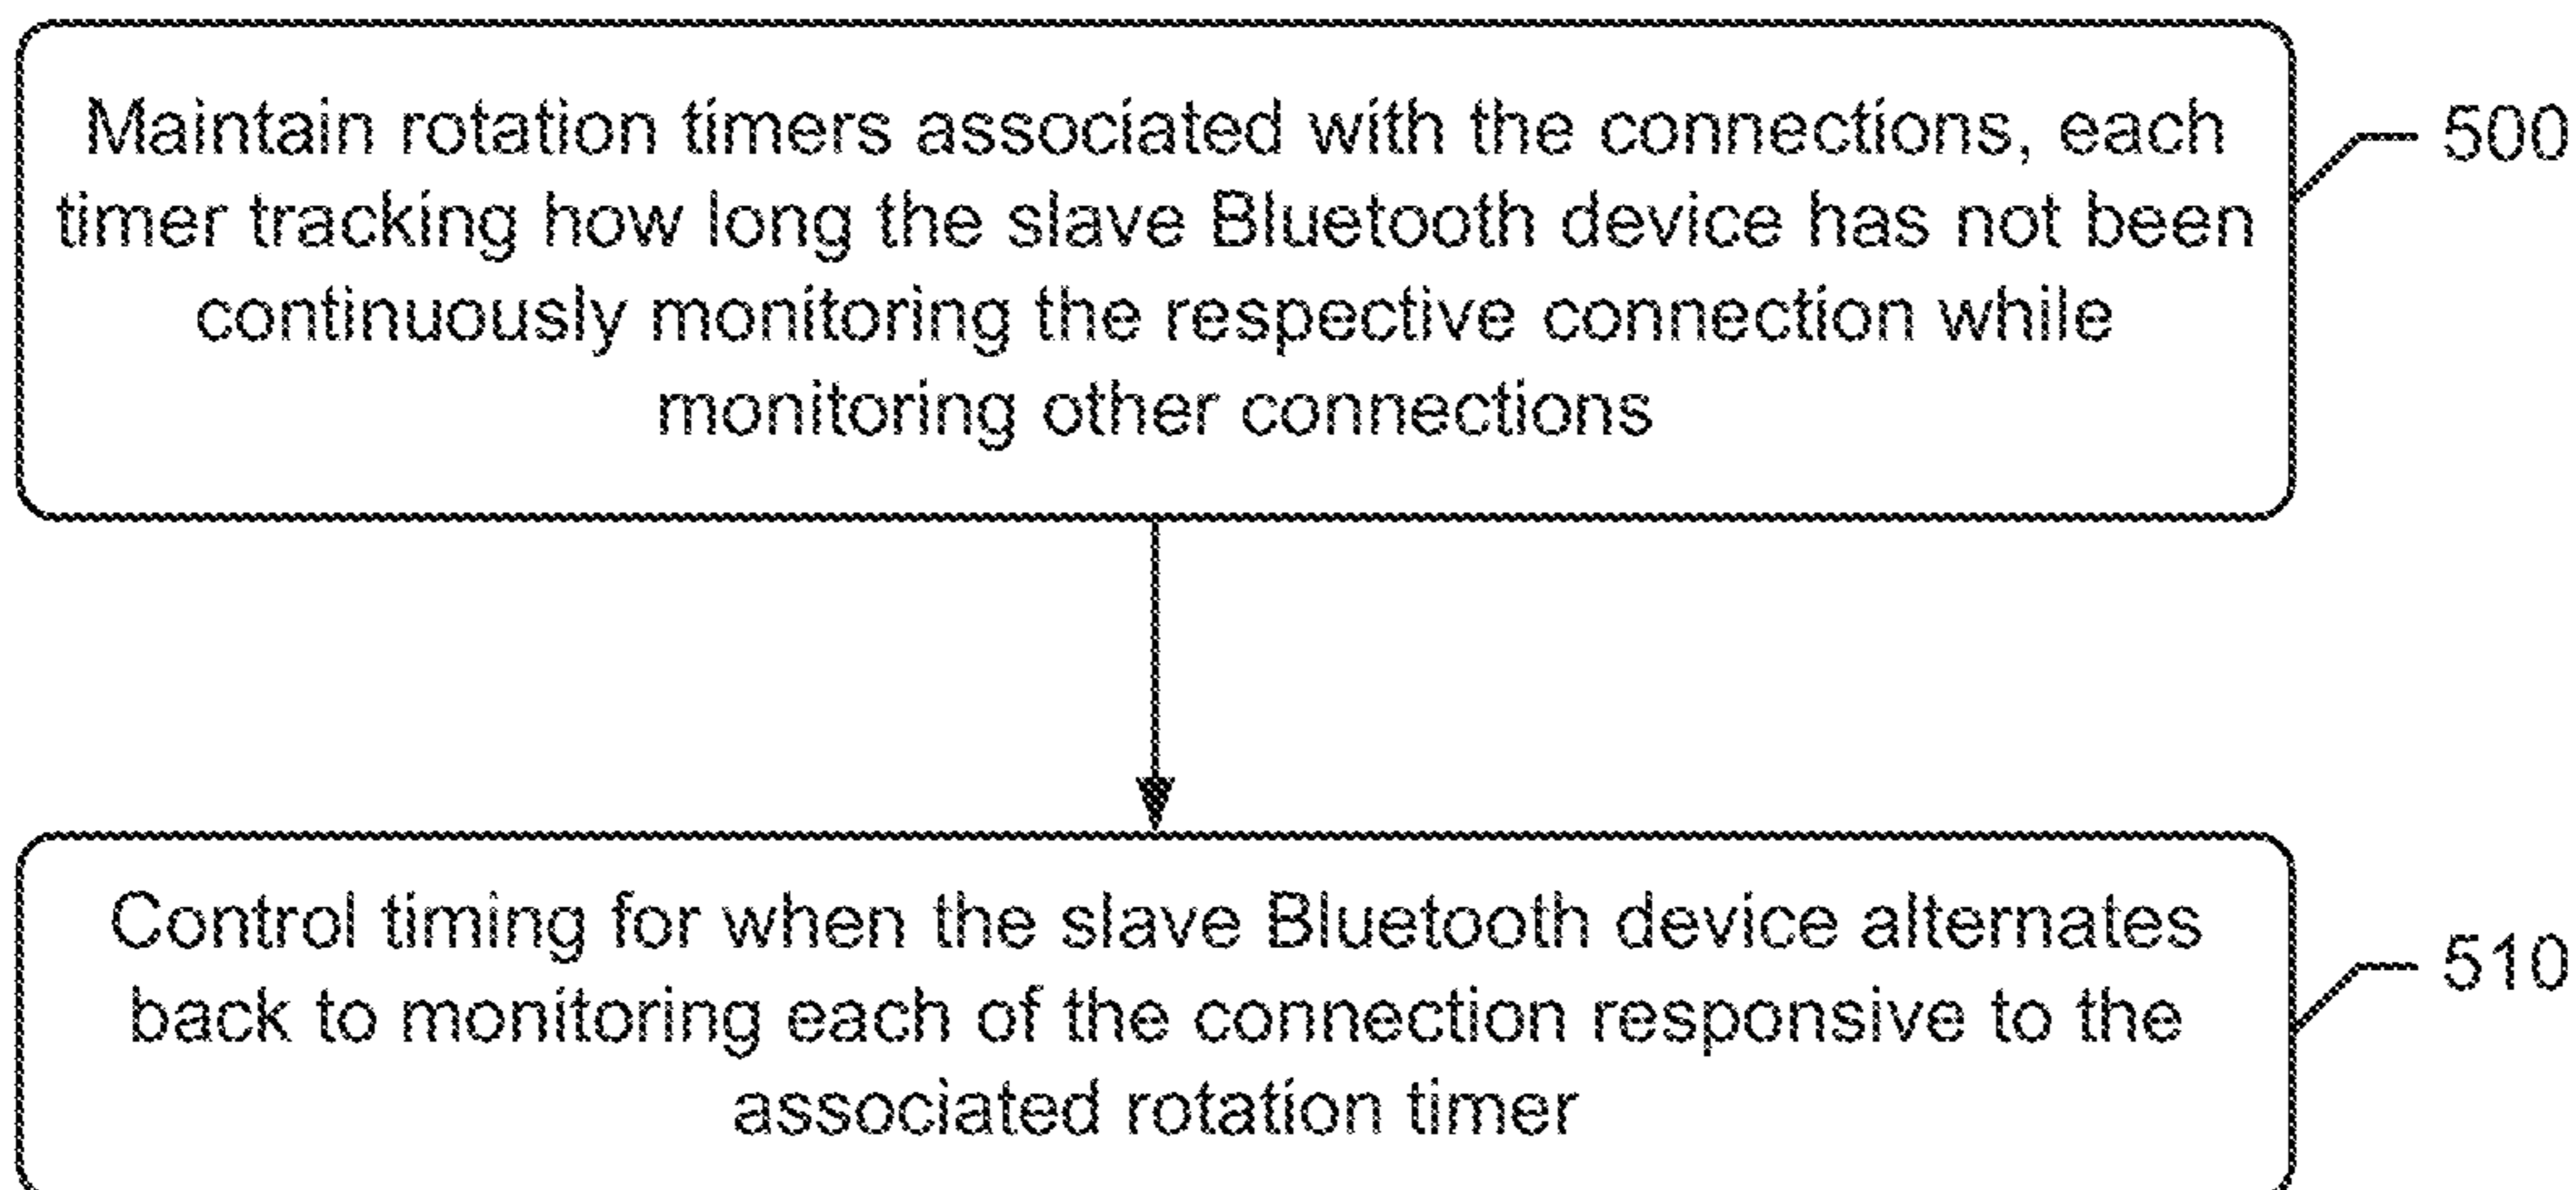 Maintain rotation timers associated with the connections, each
timer tracking how long the slave Bluetooth device has not been
continuously monitoring the respective connection while
monitoring other connections
500
Control timing for when the slave Bluetooth device alternates
back to monitoring each of the connection responsive to the
associated rotation timer
510